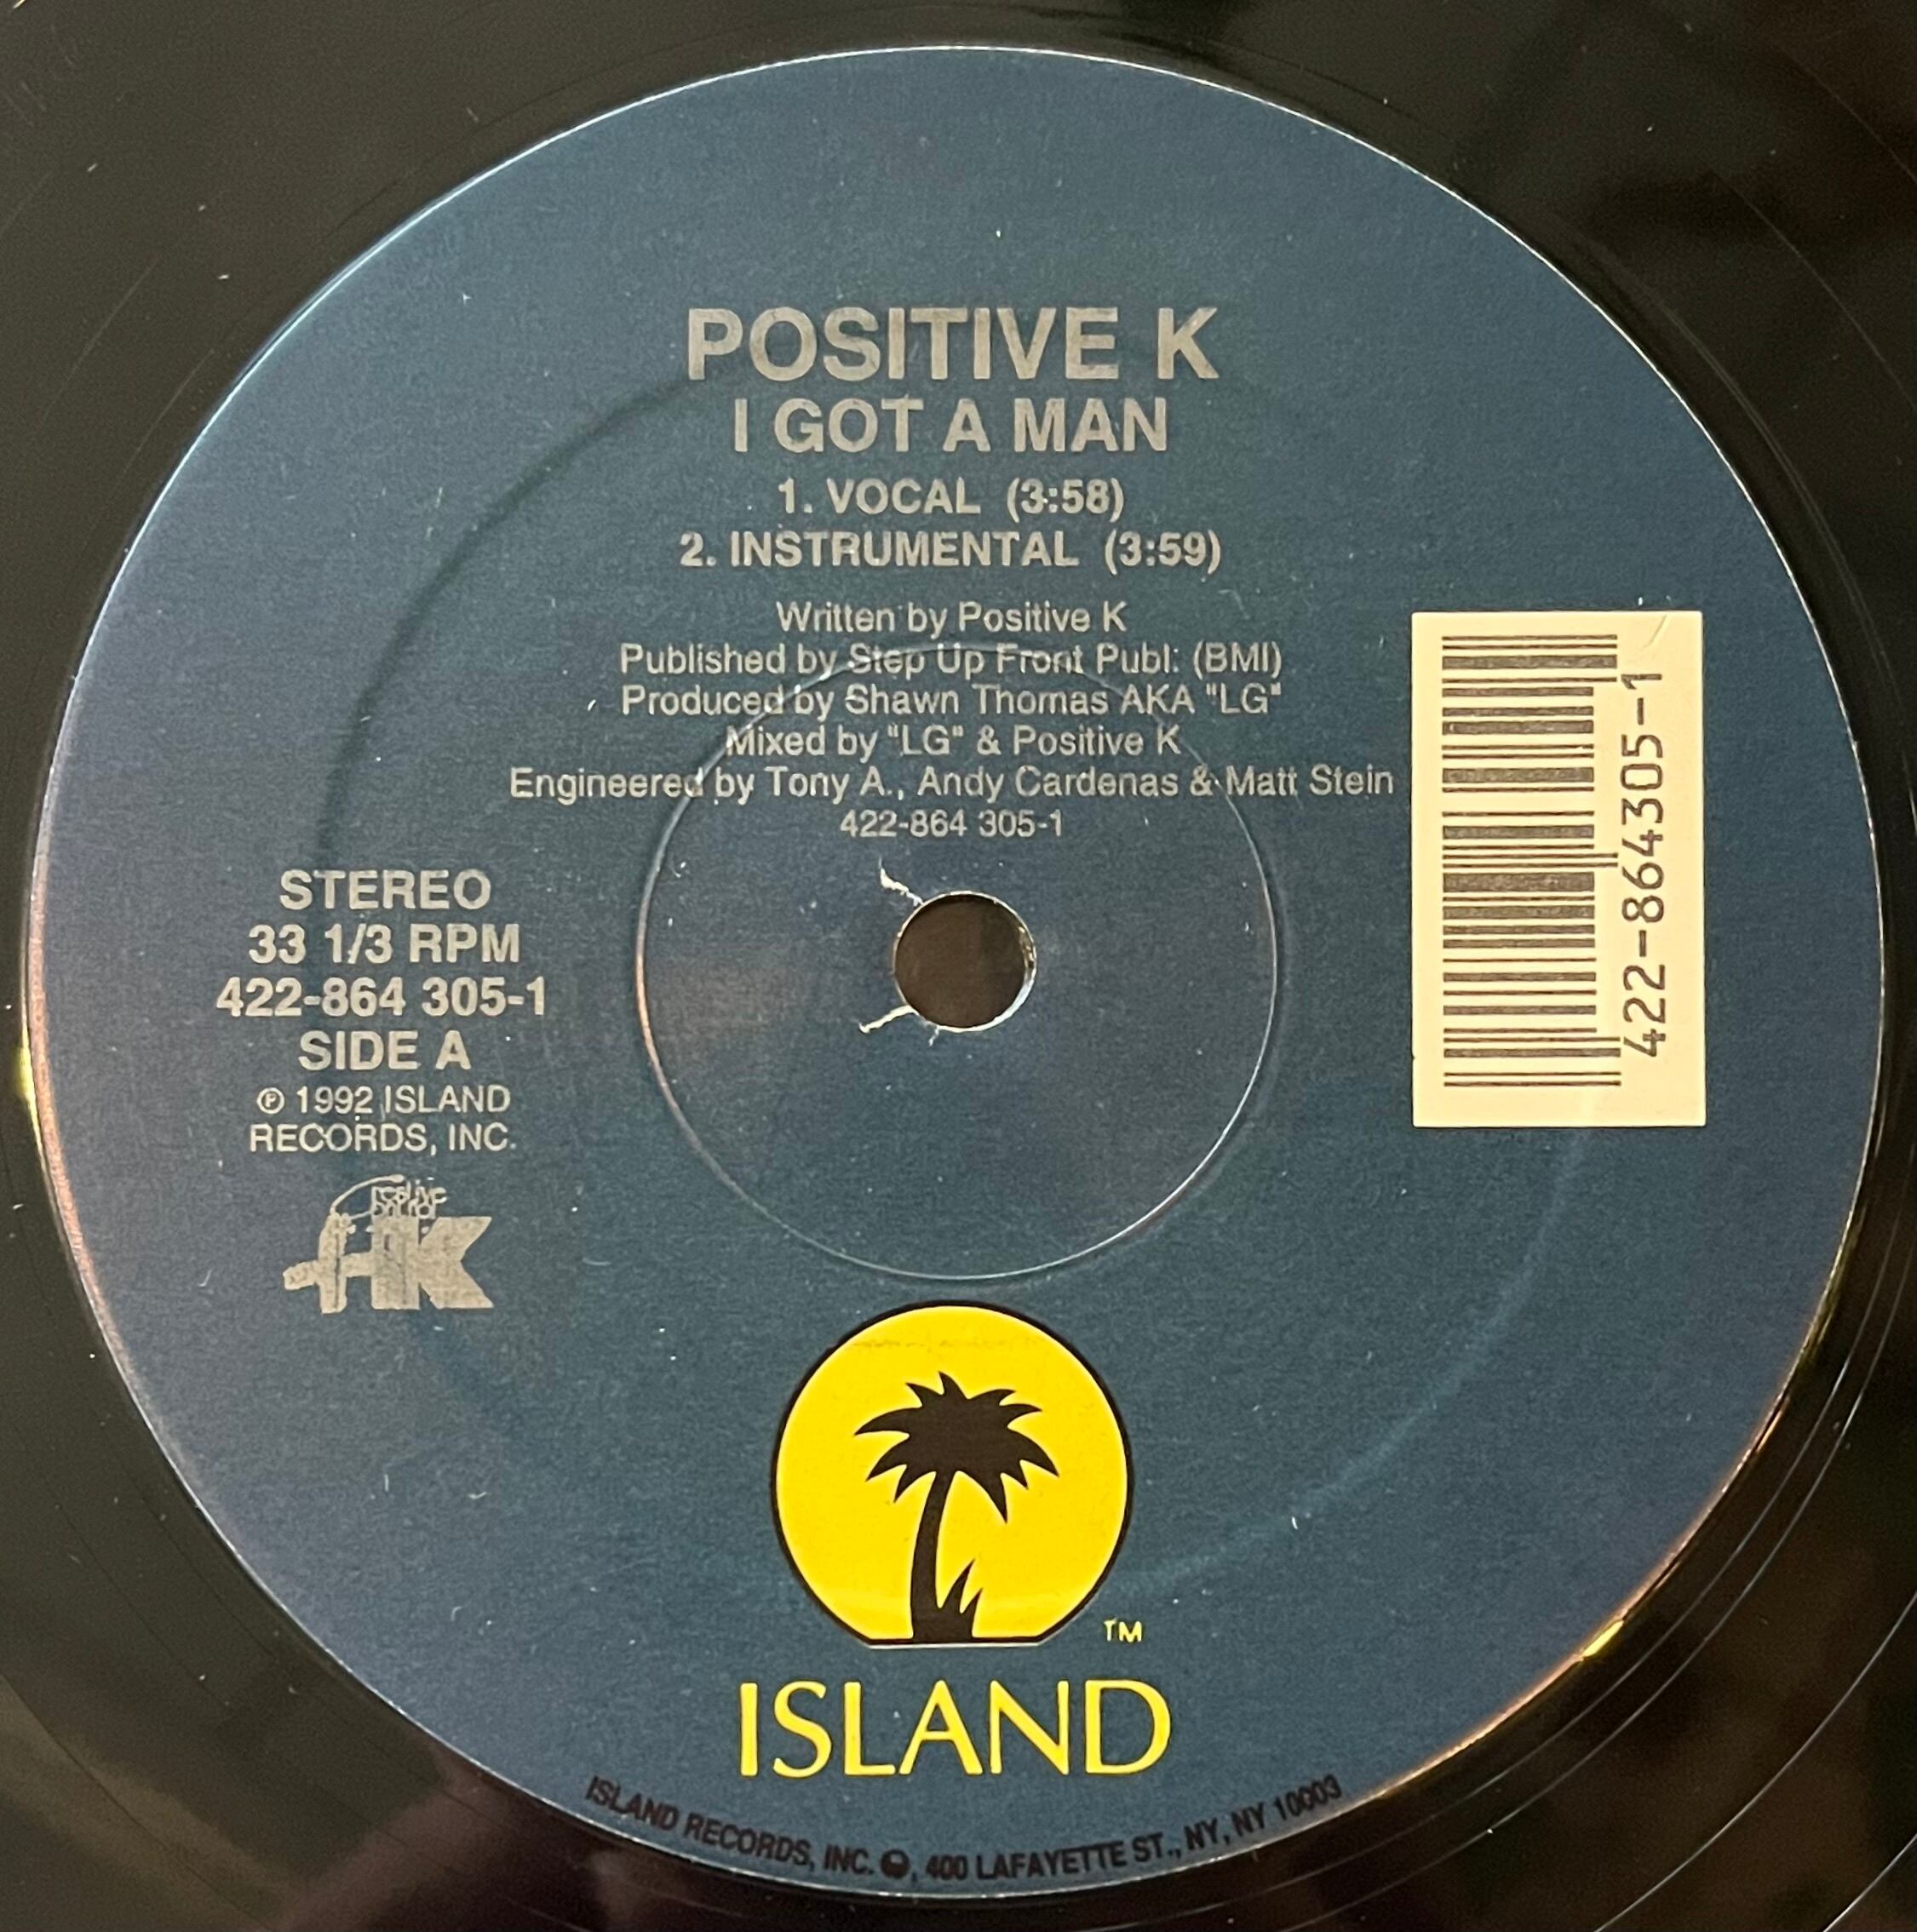 POSITIVE K
I GOT A MAN
1. VOCAL (3:58)
2. INSTRUMENTAL (3:59)
Written by Positive K
Published by Step Up Front Publ. (BMI)
Produced by Shawn Thomas AKA "LG"
Mixed by "LG" & Positive K
Engineered by Tony A., Andy Cardenas & Matt Stein
422-864 305-1
STEREO
33 1/3 RPM
422-864 305-1
SIDE A
℗ 1992 ISLAND
RECORDS, INC.
Creative
Control
+K
422-864305-1
TM
ISLAND
ISLAND RECORDS, INC. , 400 LAFAYETTE ST., NY, NY 10003